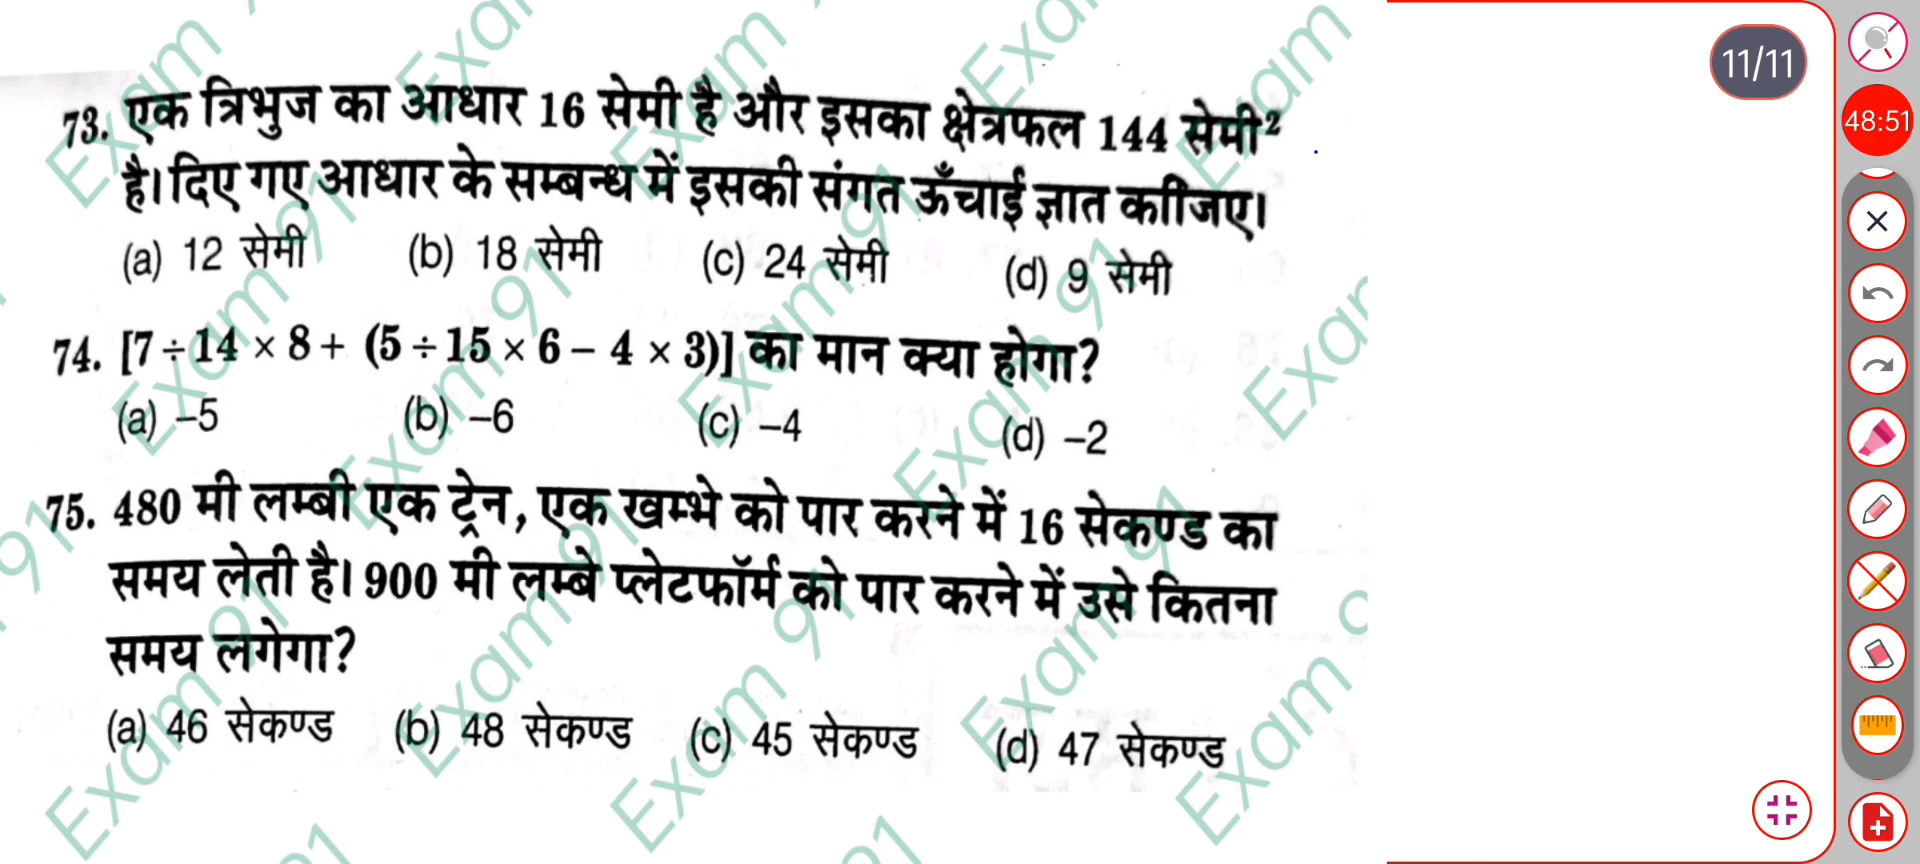 11/11
48:51
73. एक त्रिभुज का आधार 16 सेमी है और इसका क्षेत्रफल 144 सेमी²
है। दिए गए आधार के सम्बन्ध में इसकी संगत ऊँचाई ज्ञात कीजिए।
(a) 12 सेमी (b) 18 सेमी (c) 24 सेमी (d) 9 सेमी
74. [7 ÷ 14 × 8 + (5 ÷ 15 × 6 – 4 × 3)] का मान क्या होगा?
(a) –5 (b) –6 (c) –4 (d) –2
75. 480 मी लम्बी एक ट्रेन, एक खम्भे को पार करने में 16 सेकण्ड का
समय लेती है। 900 मी लम्बे प्लेटफॉर्म को पार करने में उसे कितना
समय लगेगा?
(a) 46 सेकण्ड (b) 48 सेकण्ड (c) 45 सेकण्ड (d) 47 सेकण्ड
Exam 91